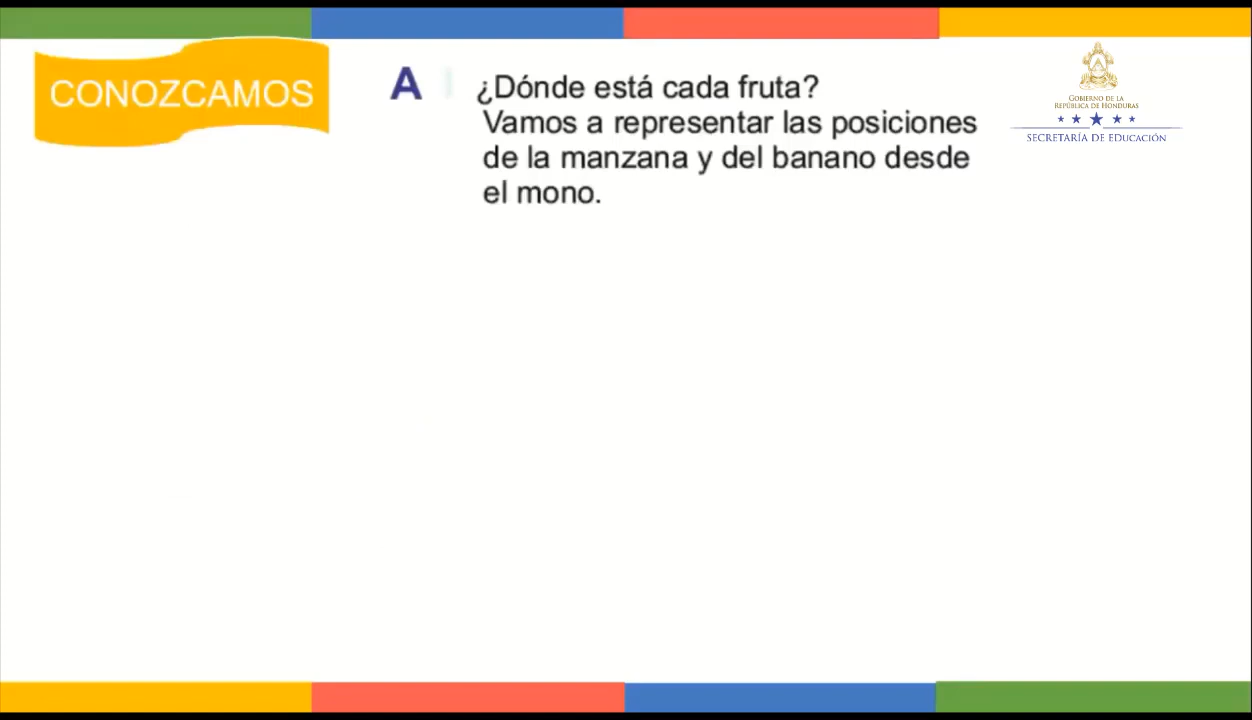 CONOZCAMOS
A
¿Dónde está cada fruta?
Vamos a representar las posiciones
de la manzana y del banano desde
el mono.
GOBIERNO DE LA
REPÚBLICA DE HONDURAS
SECRETARÍA DE EDUCACIÓN